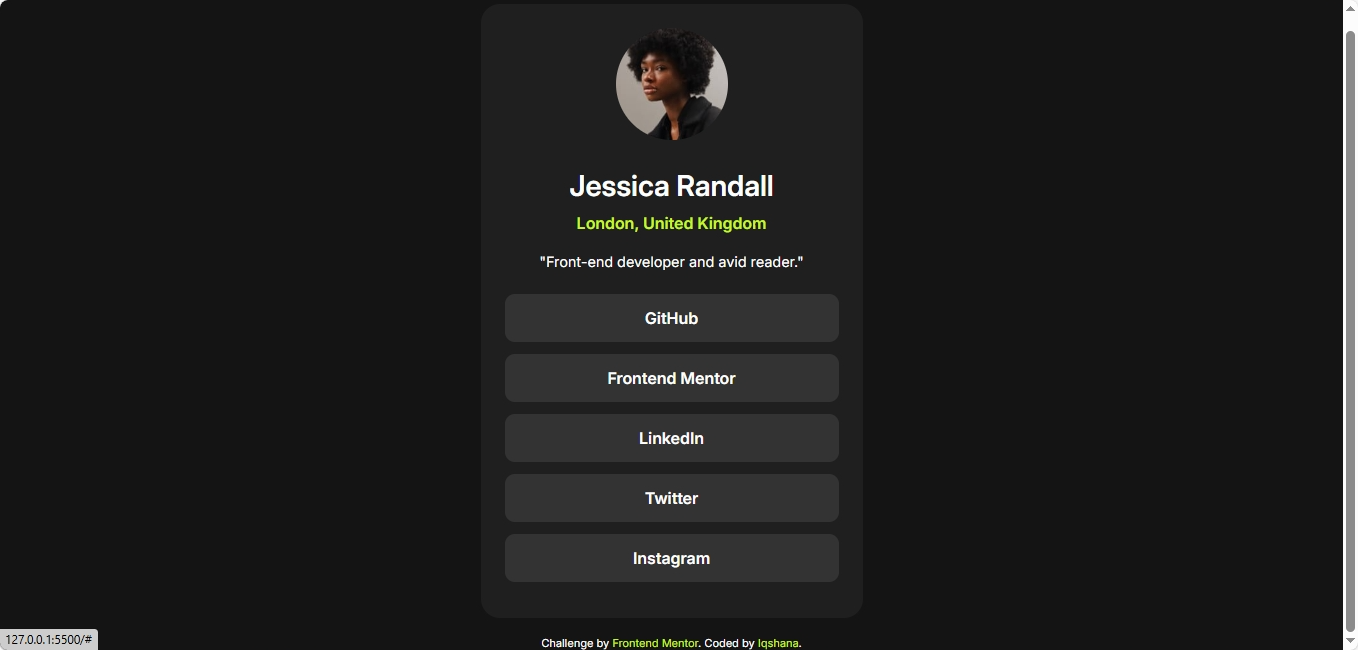 Jessica Randall
London, United Kingdom
"Front-end developer and avid reader."
GitHub
Frontend Mentor
LinkedIn
Twitter
Instagram
127.0.0.1:5500/#
Challenge by Frontend Mentor. Coded by Iqshana.